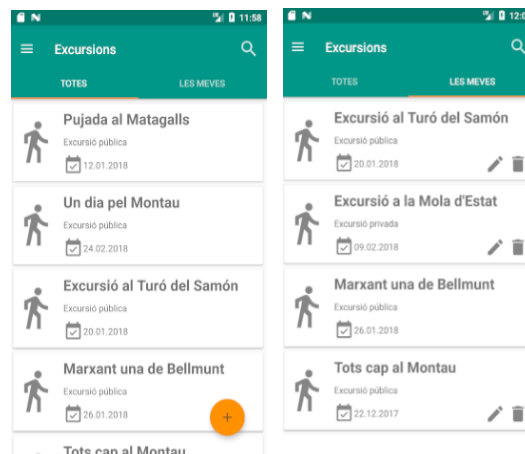 11:58
Excursions
TOTES LES MEVES
Pujada al Matagalls
Excursió pública
12.01.2018
Un dia pel Montau
Excursió pública
24.02.2018
Excursió al Turó del Samón
Excursió pública
20.01.2018
Marxant una de Bellmunt
Excursió pública
26.01.2018
+
Tots cap al Montau
12:0
Excursions
TOTES LES MEVES
Excursió al Turó del Samón
Excursió pública
20.01.2018
Excursió a la Mola d'Estat
Excursió privada
09.02.2018
Marxant una de Bellmunt
Excursió pública
26.01.2018
Tots cap al Montau
Excursió pública
22.12.2017